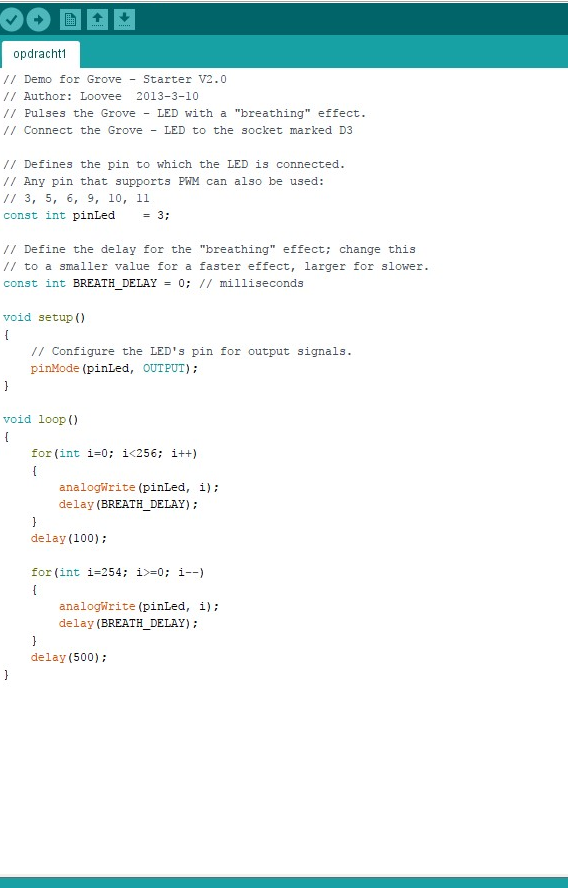 opdracht1
// Demo for Grove - Starter V2.0
// Author: Loovee  2013-3-10
// Pulses the Grove - LED with a "breathing" effect.
// Connect the Grove - LED to the socket marked D3
// Defines the pin to which the LED is connected.
// Any pin that supports PWM can also be used:
// 3, 5, 6, 9, 10, 11
const int pinLed    = 3;
// Define the delay for the "breathing" effect; change this
// to a smaller value for a faster effect, larger for slower.
const int BREATH_DELAY = 0; // milliseconds
void setup()
{
    // Configure the LED's pin for output signals.
    pinMode(pinLed, OUTPUT);
}
void loop()
{
    for(int i=0; i<256; i++)
    {
        analogWrite(pinLed, i);
        delay(BREATH_DELAY);
    }
    delay(100);
    for(int i=254; i>=0; i--)
    {
        analogWrite(pinLed, i);
        delay(BREATH_DELAY);
    }
    delay(500);
}